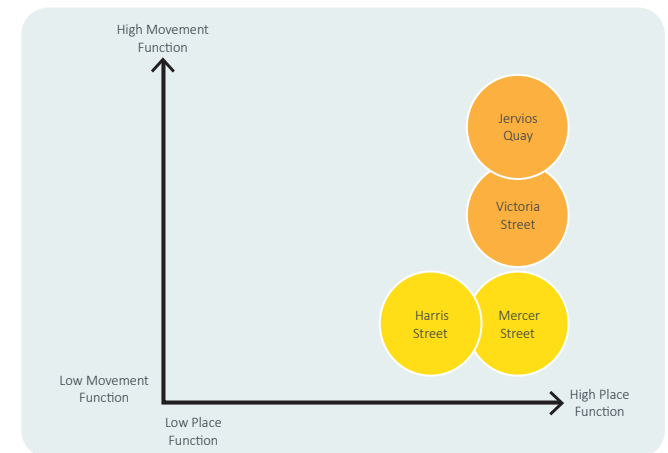 High Movement
Function
Jervios
Quay
Victoria
Street
Harris
Street
Mercer
Street
Low Movement
Function
High Place
Function
Low Place
Function